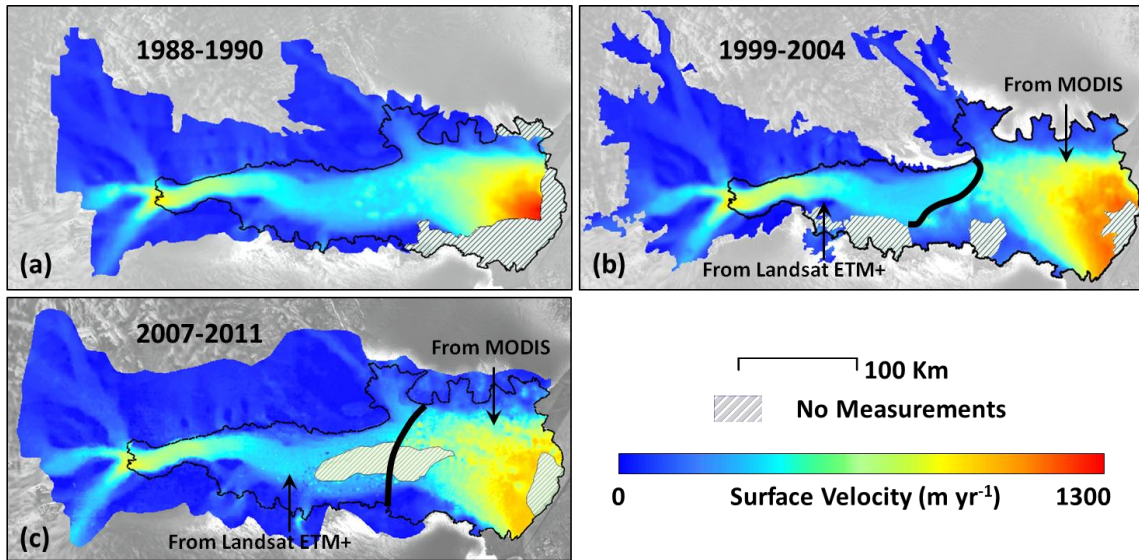 1988-1990
(a)
1999-2004
From MODIS
From Landsat ETM+
(b)
2007-2011
From MODIS
From Landsat ETM+
(c)
100 Km
No Measurements
0 Surface Velocity (m yr⁻¹) 1300